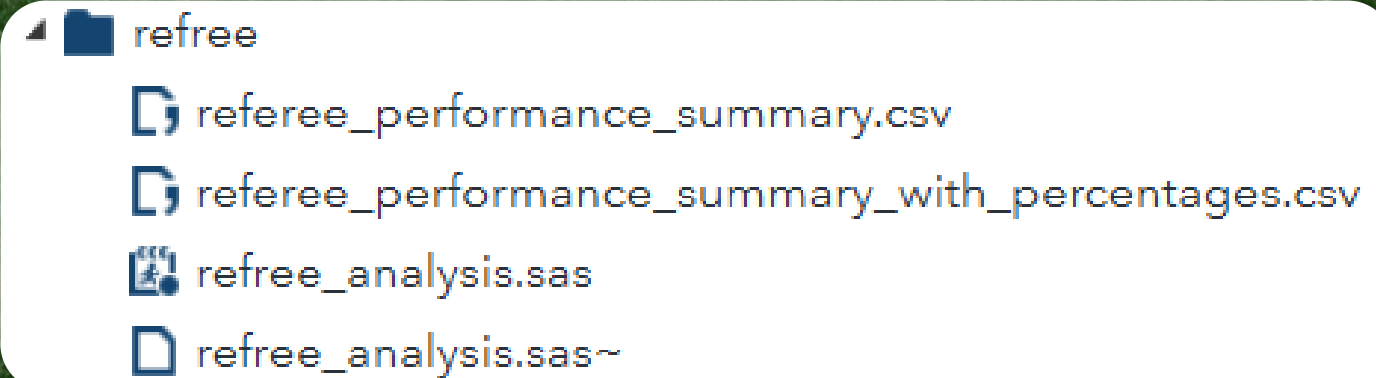 refree
referee_performance_summary.csv
referee_performance_summary_with_percentages.csv
refree_analysis.sas
refree_analysis.sas~